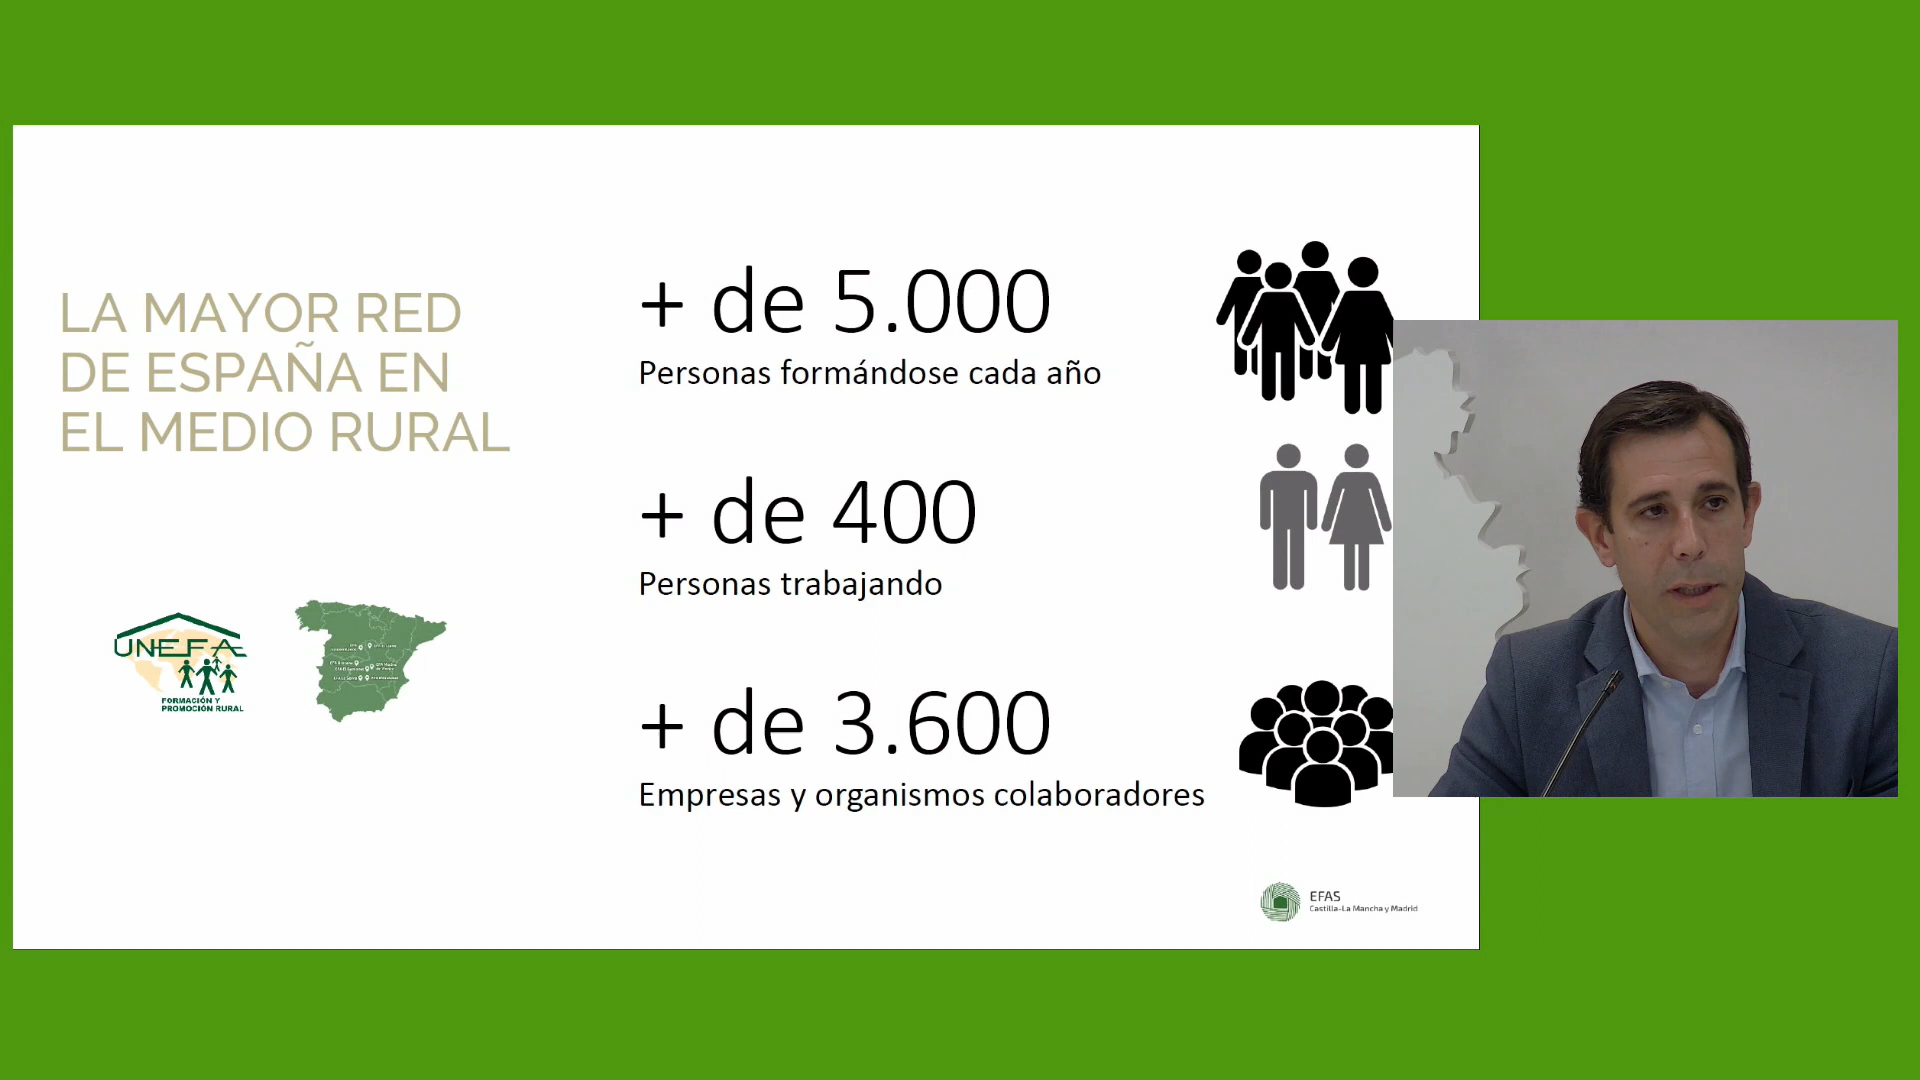 LA MAYOR RED
DE ESPAÑA EN
EL MEDIO RURAL
+ de 5.000
Personas formándose cada año
+ de 400
Personas trabajando
+ de 3.600
Empresas y organismos colaboradores
UNEFA
FORMACIÓN Y
PROMOCIÓN RURAL
EFAS
Castilla-La Mancha y Madrid